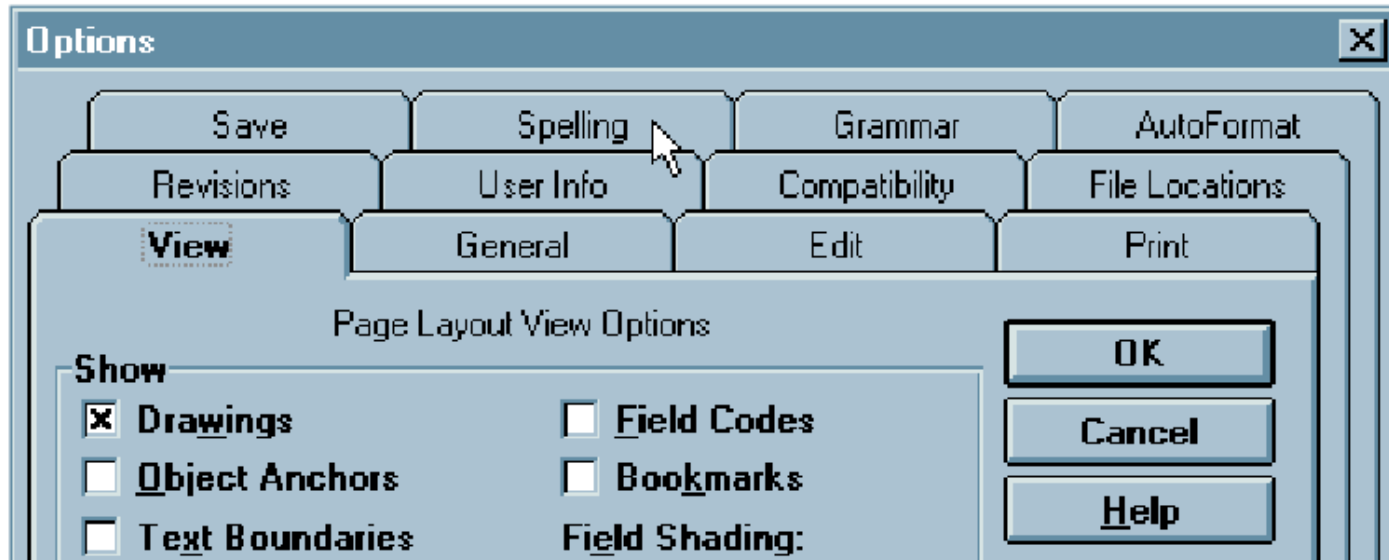 Options
Save Spelling Grammar AutoFormat
Revisions User Info Compatibility File Locations
View General Edit Print
Page Layout View Options
OK
Show
Drawings Field Codes
Cancel
Object Anchors Bookmarks
Help
Text Boundaries Field Shading: